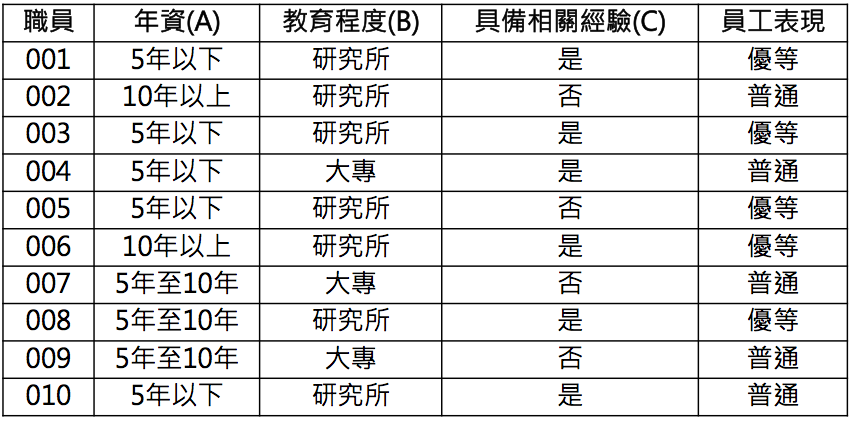 職員 年資(A) 教育程度(B) 具備相關經驗(C) 員工表現
001 5年以下 研究所 是 優等
002 10年以上 研究所 否 普通
003 5年以下 研究所 是 優等
004 5年以下 大專 是 普通
005 5年以下 研究所 否 優等
006 10年以上 研究所 是 優等
007 5年至10年 大專 否 普通
008 5年至10年 研究所 是 優等
009 5年至10年 大專 否 普通
010 5年以下 研究所 是 普通